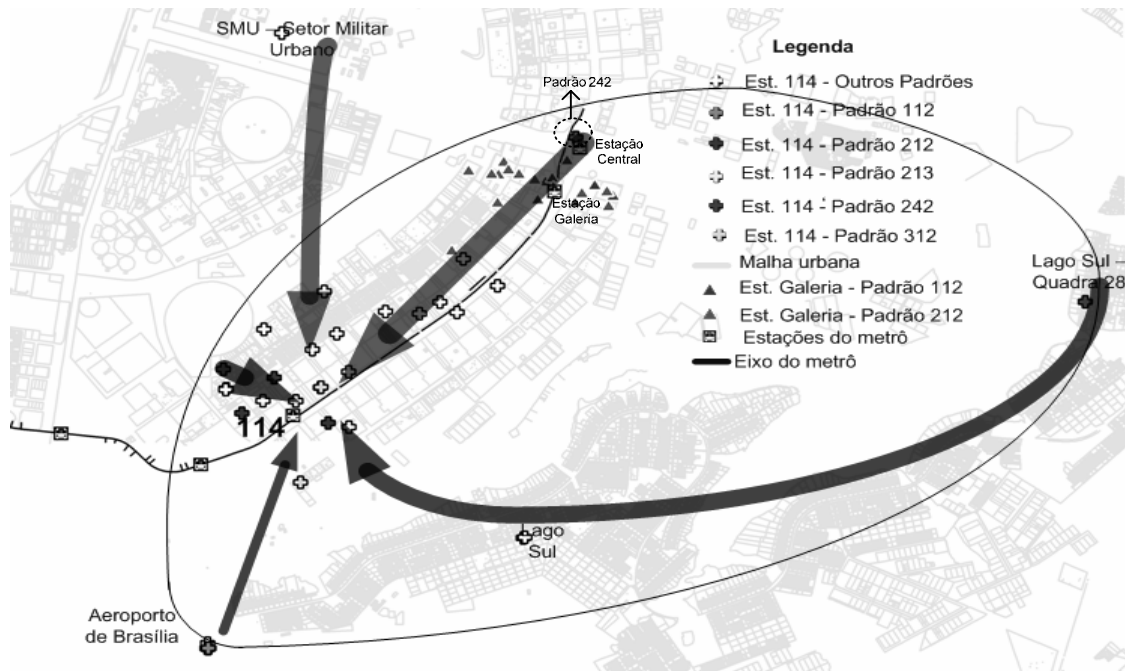 SMU – Setor Militar
Urbano
Padrão 242
Estação
Central
Estação
Galeria
Legenda
Est. 114 - Outros Padrões
Est. 114 - Padrão 112
Est. 114 - Padrão 212
Est. 114 - Padrão 213
Est. 114 - Padrão 242
Est. 114 - Padrão 312
Malha urbana
Est. Galeria - Padrão 112
Est. Galeria - Padrão 212
Estações do metrô
Eixo do metrô
Lago Sul –
Quadra 28
114
Lago
Sul
Aeroporto
de Brasília